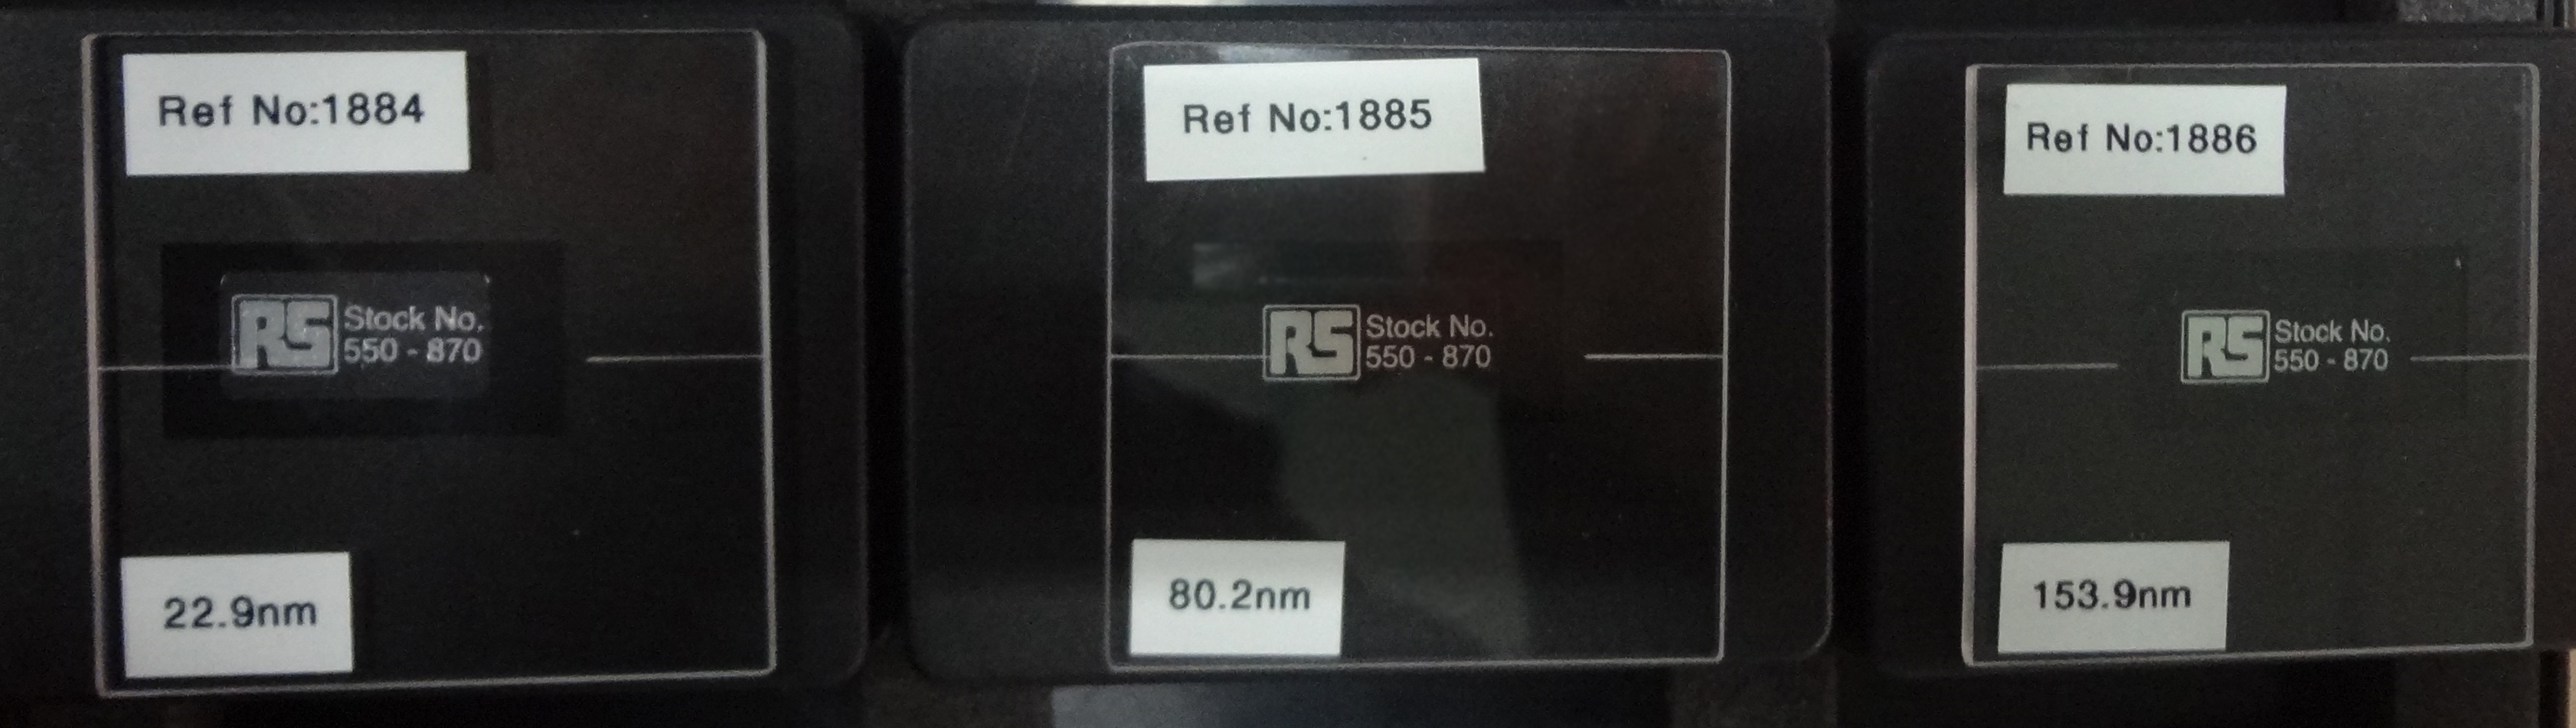 Ref No:1884
RS Stock No.
550 - 870
22.9nm
Ref No:1885
RS Stock No.
550 - 870
80.2nm
Ref No:1886
RS Stock No.
550 - 870
153.9nm